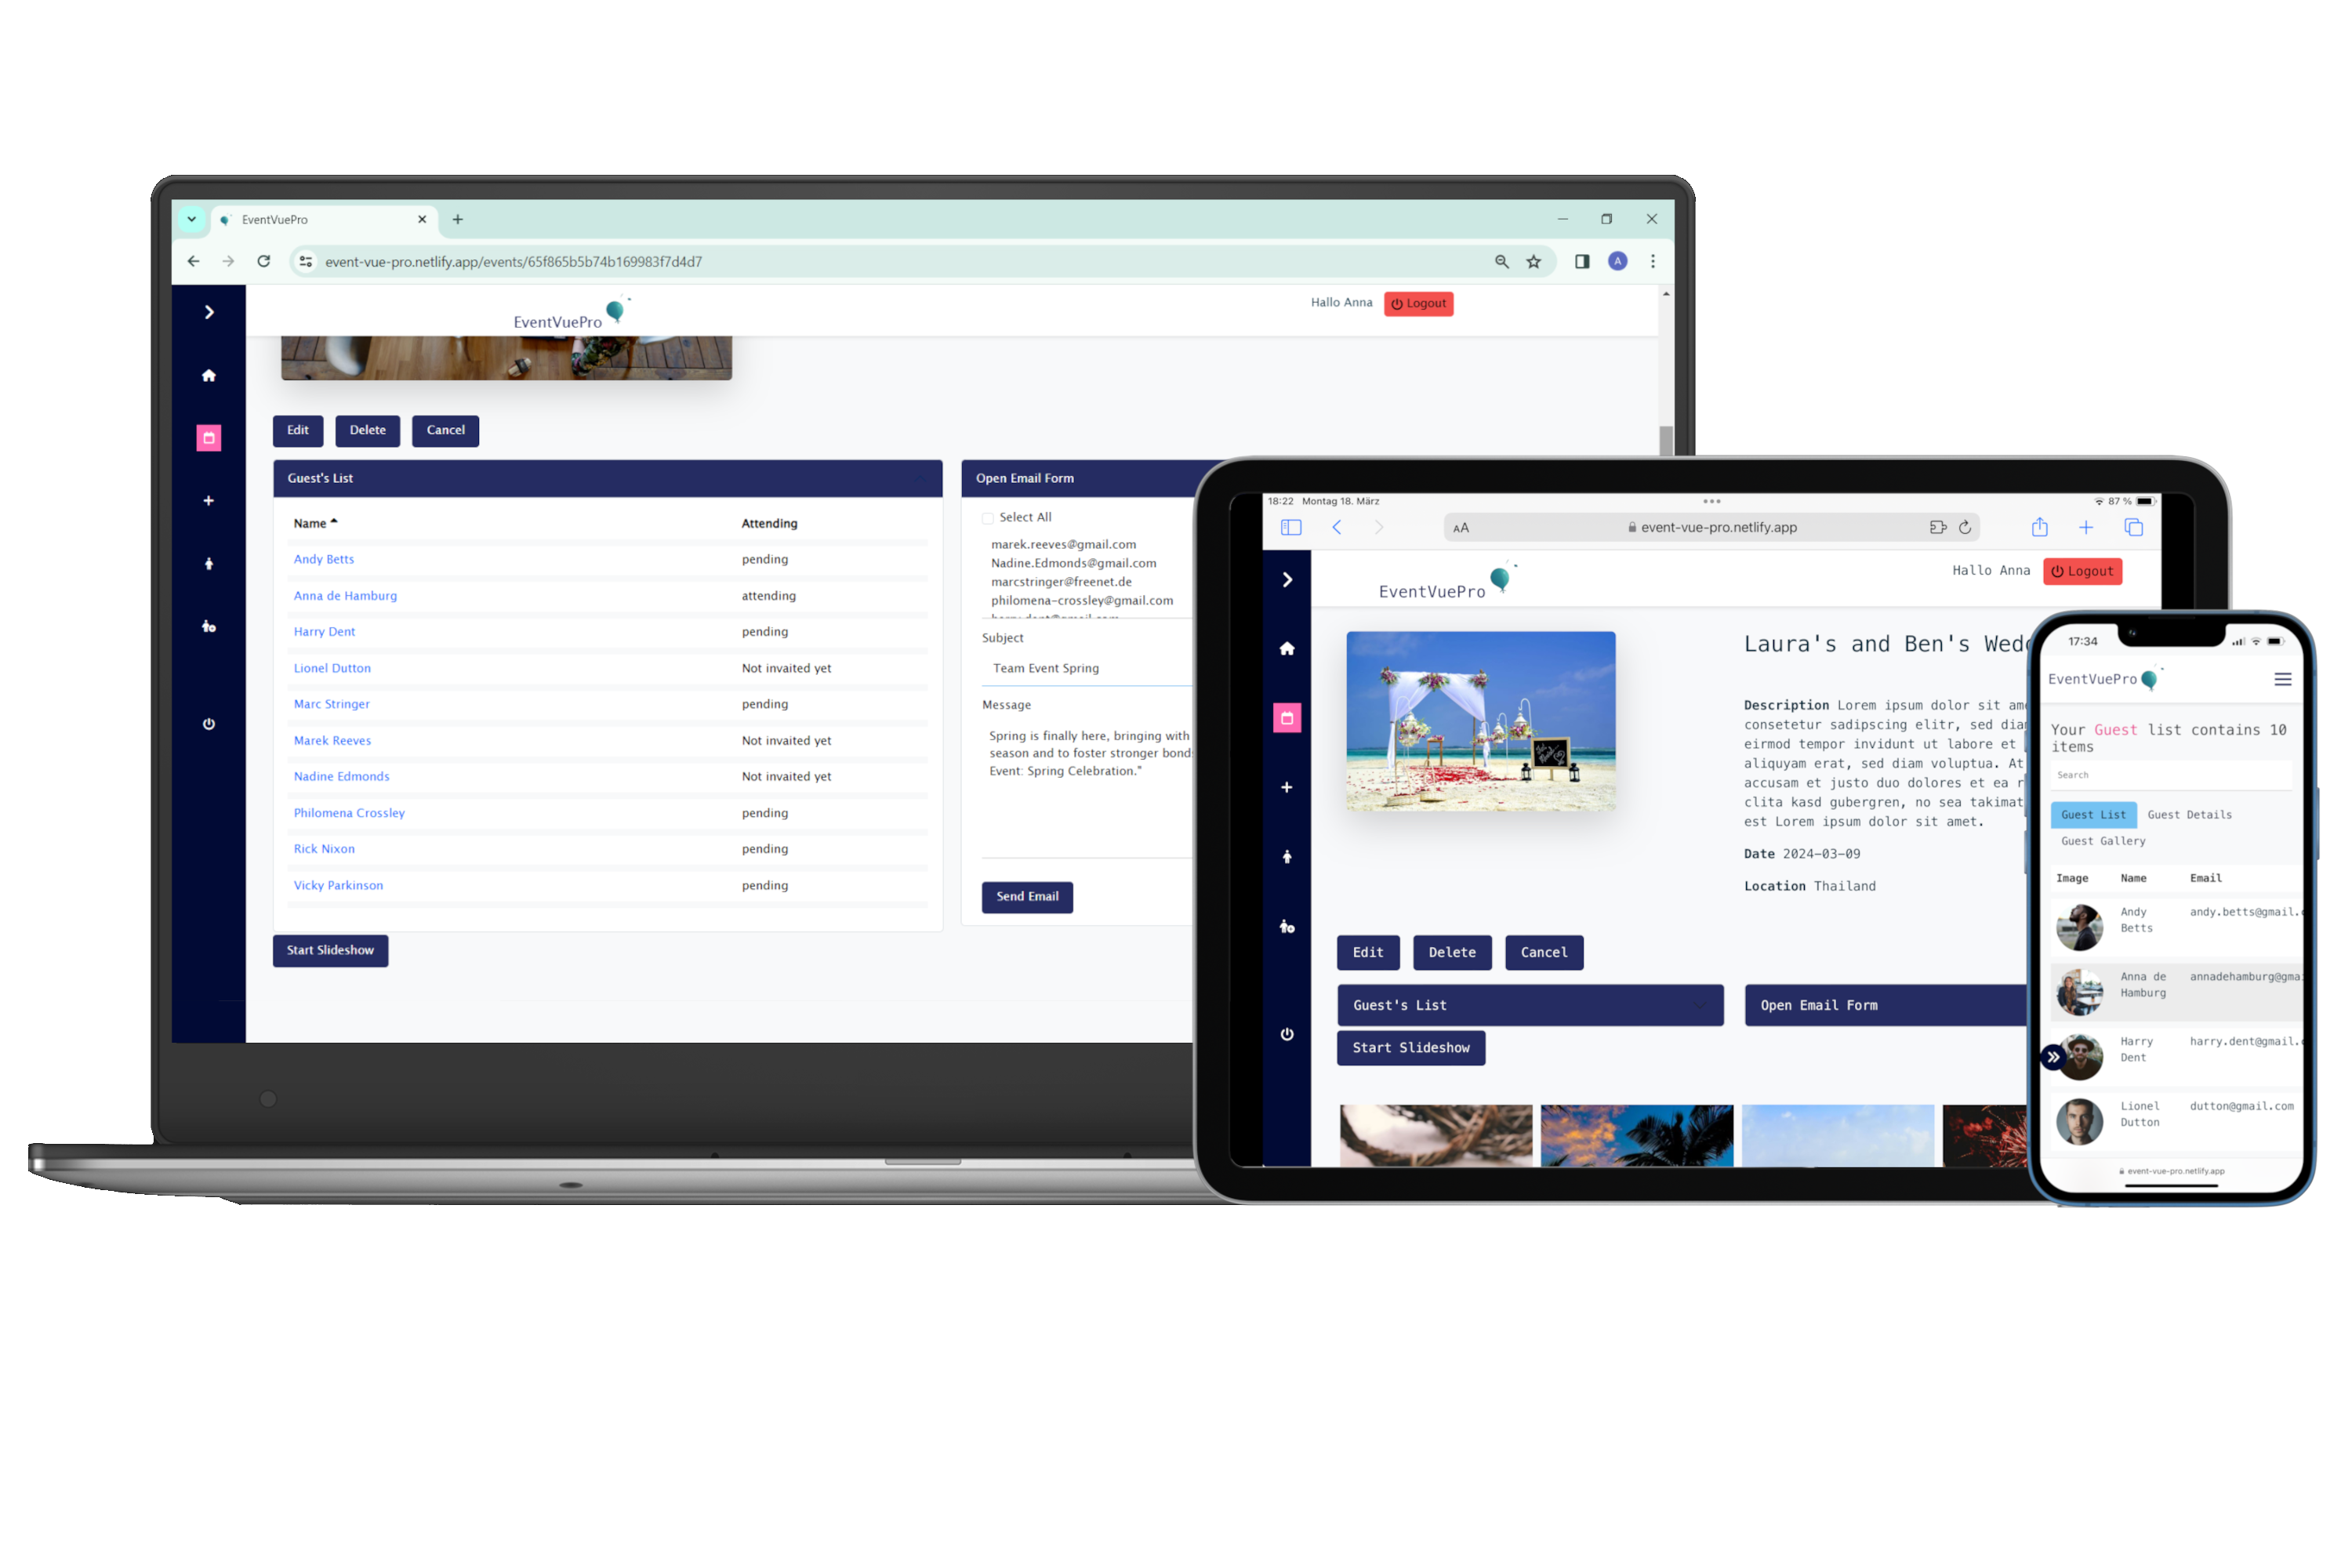 EventVuePro
event-vue-pro.netlify.app/events/65f865b5b74b169983f7d4d7
A
EventVuePro
Hallo Anna
Logout
Edit
Delete
Cancel
Guest's List
Name
Attending
Andy Betts
pending
Anna de Hamburg
attending
Harry Dent
pending
Lionel Dutton
Not invaited yet
Marc Stringer
pending
Marek Reeves
Not invaited yet
Nadine Edmonds
Not invaited yet
Philomena Crossley
pending
Rick Nixon
pending
Vicky Parkinson
pending
Start Slideshow
Open Email Form
Select All
marek.reeves@gmail.com
Nadine.Edmonds@gmail.com
marcstringer@freenet.de
philomena-crossley@gmail.com
Subject
Team Event Spring
Message
Spring is finally here, bringing with
season and to foster stronger bonds
Event: Spring Celebration."
Send Email
18:22 Montag 18. März
87 %
AA
event-vue-pro.netlify.app
EventVuePro
Hallo Anna
Logout
Laura's and Ben's
Description Lorem ipsum dolor sit
consetetur sadipscing elitr, sed
eirmod tempor invidunt ut labore et
aliquyam erat, sed diam voluptua. At
accusam et justo duo dolores et ea
clita kasd gubergren, no sea
est Lorem ipsum dolor sit amet.
Date 2024-03-09
Location Thailand
Edit
Delete
Cancel
Guest's List
Open Email Form
Start Slideshow
17:34
EventVuePro
Your Guest list contains 10
items
Search
Guest List
Guest Details
Guest Gallery
Image
Name
Email
Andy
Betts
andy.betts@gmail.
Anna de
Hamburg
annadehamburg@gma
Harry
Dent
harry.dent@gmail.
Lionel
Dutton
dutton@gmail.com
event-vue-pro.netlify.app